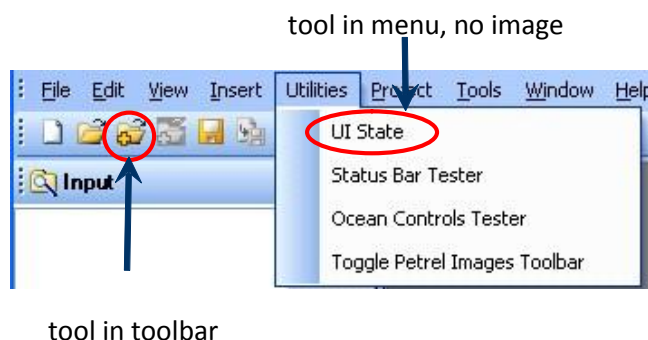 tool in menu, no image
File Edit View Insert Utilities Project Tools Window Help
UI State
Input
Status Bar Tester
Ocean Controls Tester
Toggle Petrel Images Toolbar
tool in toolbar